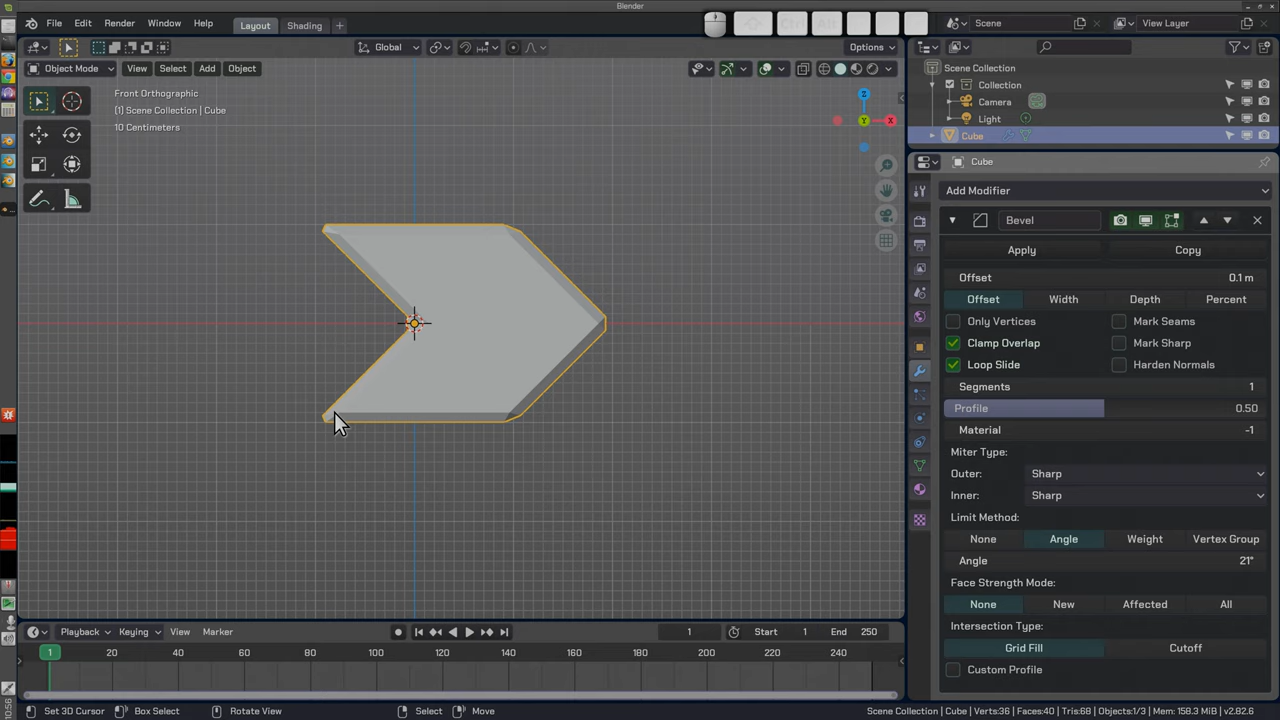 Blender
File Edit Render Window Help Layout Shading + Ctrl Alt Scene View Layer
Global Options
Object Mode View Select Add Object
Front Orthographic
(1) Scene Collection | Cube
10 Centimeters
Z
Y X
Scene Collection
Collection
Camera
Light
Cube
Cube
Add Modifier
Bevel
Apply Copy
Offset 0.1 m
Offset Width Depth Percent
Only Vertices Mark Seams
Clamp Overlap Mark Sharp
Loop Slide Harden Normals
Segments 1
Profile 0.50
Material -1
Miter Type:
Outer: Sharp
Inner: Sharp
Limit Method:
None Angle Weight Vertex Group
Angle 21°
Face Strength Mode:
None New Affected All
Intersection Type:
Grid Fill Cutoff
Custom Profile
Playback Keying View Marker 1 Start 1 End 250
1 20 40 60 80 100 120 140 160 180 200 220 240
Set 3D Cursor Box Select Rotate View Select Move Scene Collection | Cube | Verts:36 | Faces:40 | Tris:68 | Objects:1/3 | Mem: 158.3 MiB | v2.82.6
10:56